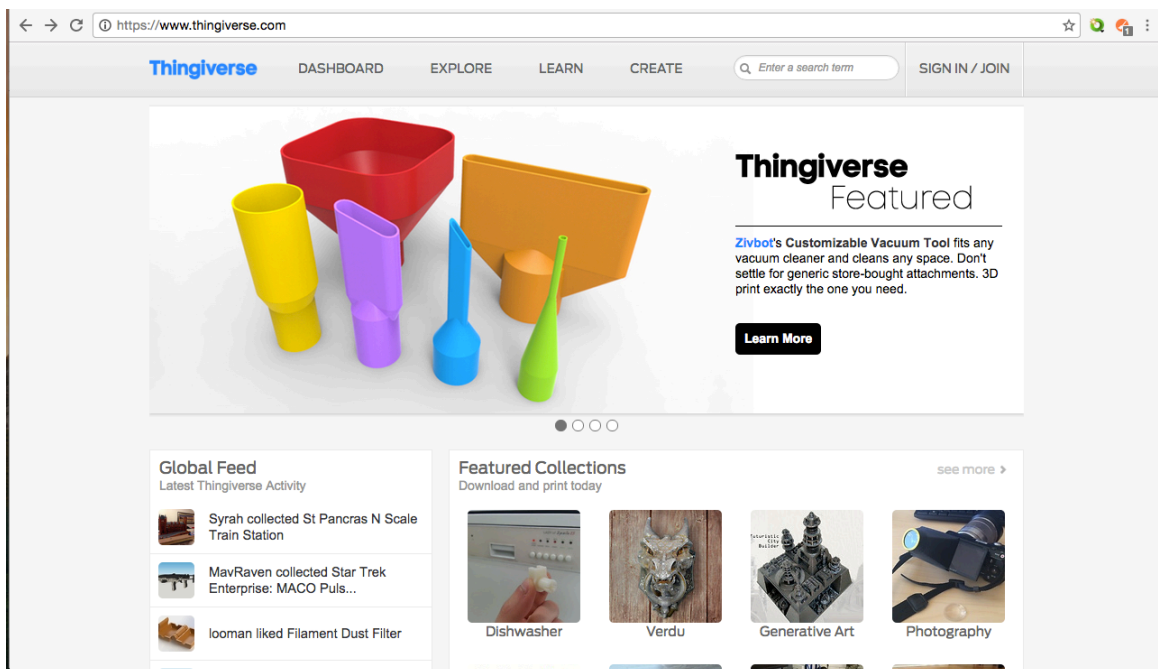 https://www.thingiverse.com
1
Thingiverse
DASHBOARD
EXPLORE
LEARN
CREATE
Enter a search term
SIGN IN / JOIN
Thingiverse
Featured
Zivbot's Customizable Vacuum Tool fits any
vacuum cleaner and cleans any space. Don't
settle for generic store-bought attachments. 3D
print exactly the one you need.
Learn More
Global Feed
Latest Thingiverse Activity
Syrah collected St Pancras N Scale
Train Station
MavRaven collected Star Trek
Enterprise: MACO Puls...
looman liked Filament Dust Filter
Featured Collections
Download and print today
see more >
Futuristic
City
Builder
Dishwasher
Verdu
Generative Art
Photography